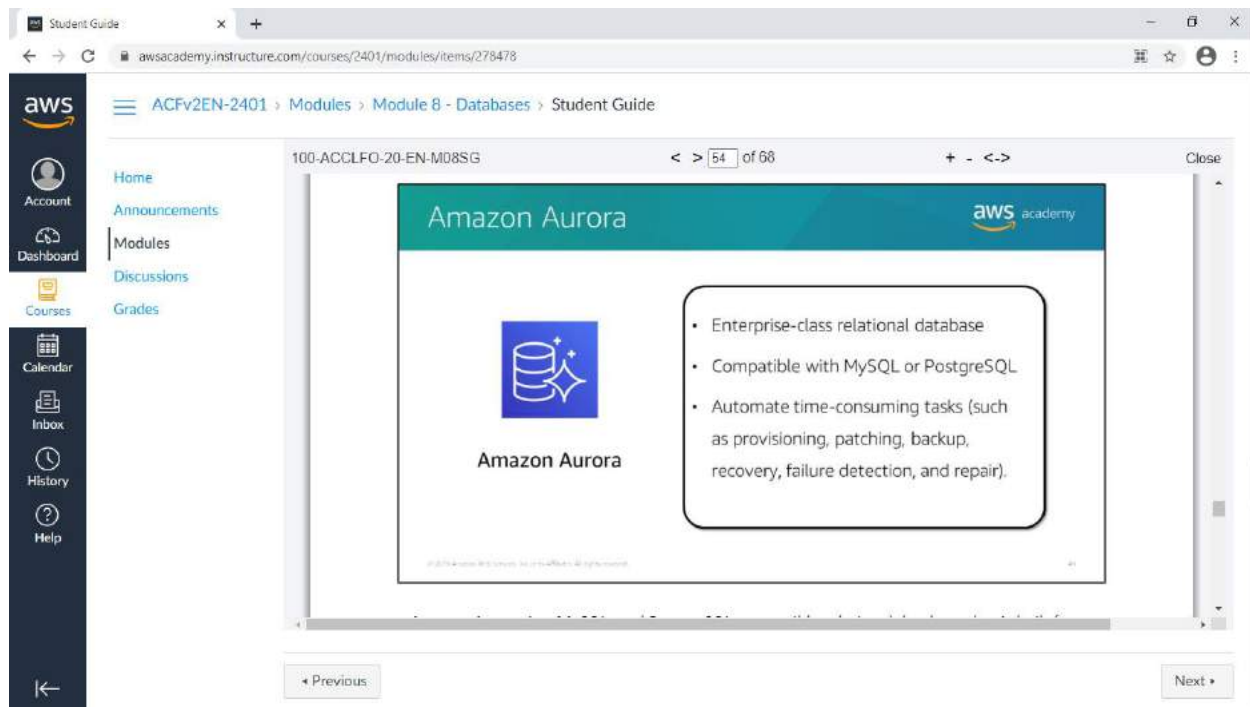 aws Student Guide
awsacademy.instructure.com/courses/2401/modules/items/278478
aws
ACFv2EN-2401 › Modules › Module 8 - Databases › Student Guide
Account
Dashboard
Courses
Calendar
Inbox
History
Help
Home
Announcements
Modules
Discussions
Grades
100-ACCLFO-20-EN-M08SG < > 54 of 68 + - <-> Close
Amazon Aurora
aws academy
Amazon Aurora
• Enterprise-class relational database
• Compatible with MySQL or PostgreSQL
• Automate time-consuming tasks (such
as provisioning, patching, backup,
recovery, failure detection, and repair).
◂ Previous
Next ▸